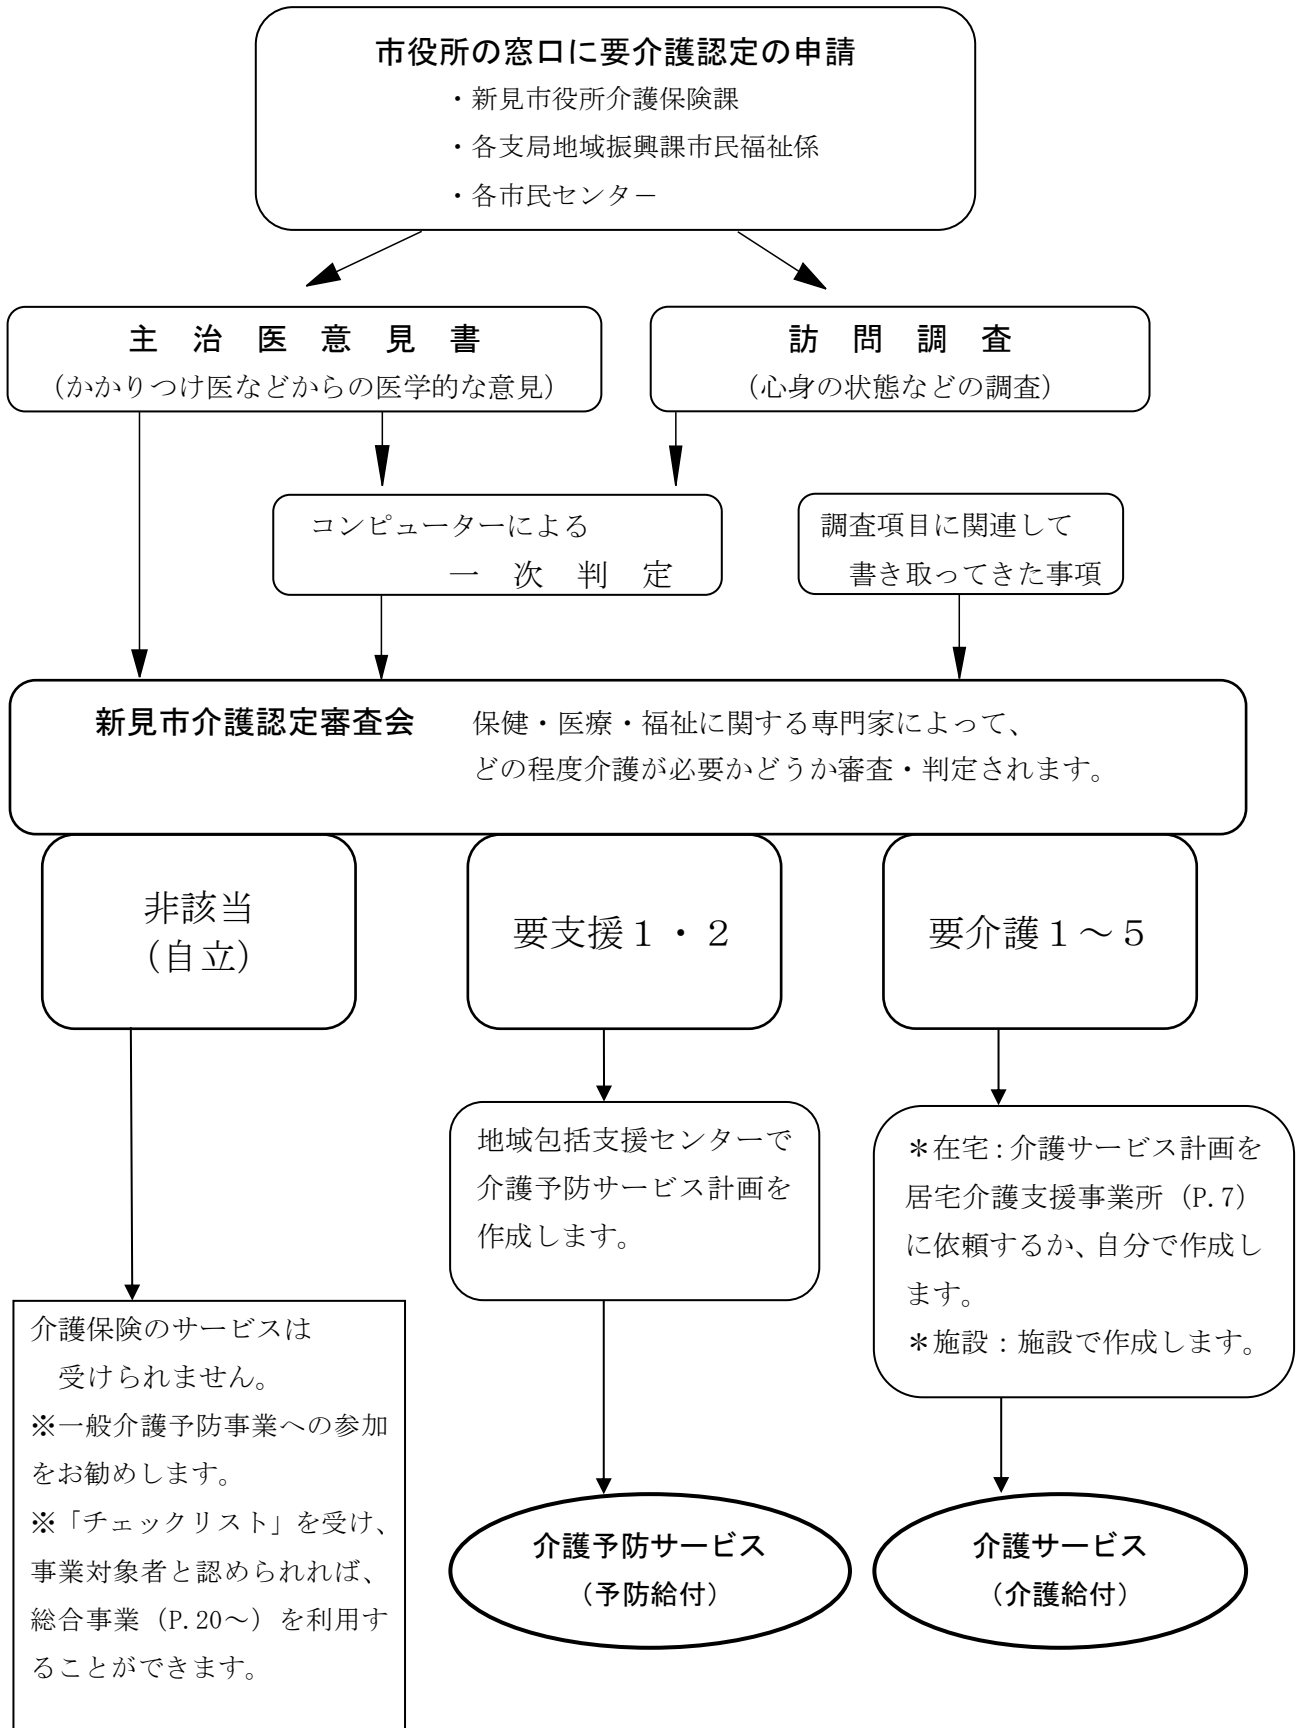 市役所の窓口に要介護認定の申請
・新見市役所介護保険課
・各支局地域振興課市民福祉係
・各市民センター
主 治 医 意 見 書
(かかりつけ医などからの医学的な意見)
訪 問 調 査
(心身の状態などの調査)
コンピューターによる
一 次 判 定
調査項目に関連して
書き取ってきた事項
新見市介護認定審査会 保健・医療・福祉に関する専門家によって、
どの程度介護が必要かどうか審査・判定されます。
非該当
(自立)
要支援1・2
要介護1～5
地域包括支援センターで
介護予防サービス計画を
作成します。
＊在宅:介護サービス計画を
居宅介護支援事業所（P.7）
に依頼するか、自分で作成し
ます。
＊施設：施設で作成します。
介護保険のサービスは
受けられません。
※一般介護予防事業への参加
をお勧めします。
※「チェックリスト」を受け、
事業対象者と認められれば、
総合事業（P.20～）を利用す
ることができます。
介護予防サービス
（予防給付）
介護サービス
（介護給付）